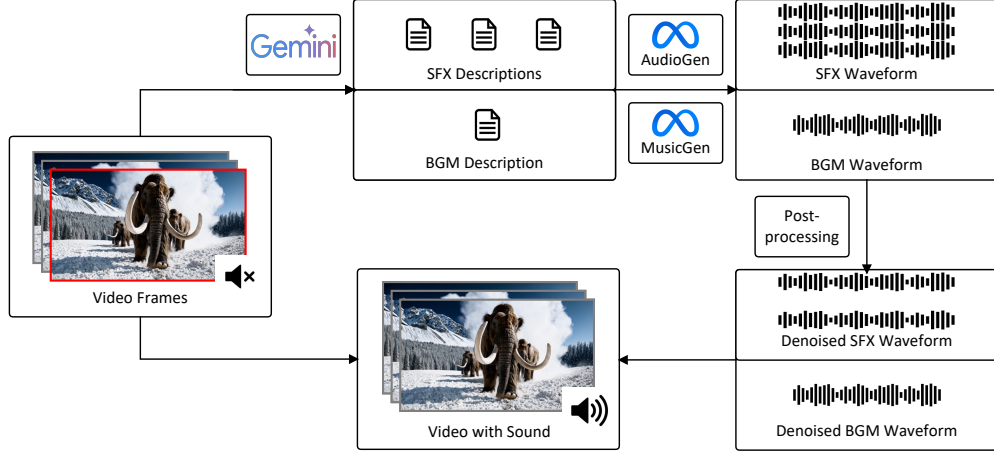 Gemini
SFX Descriptions
BGM Description
AudioGen
MusicGen
SFX Waveform
BGM Waveform
Post-
processing
Video Frames
Video with Sound
Denoised SFX Waveform
Denoised BGM Waveform